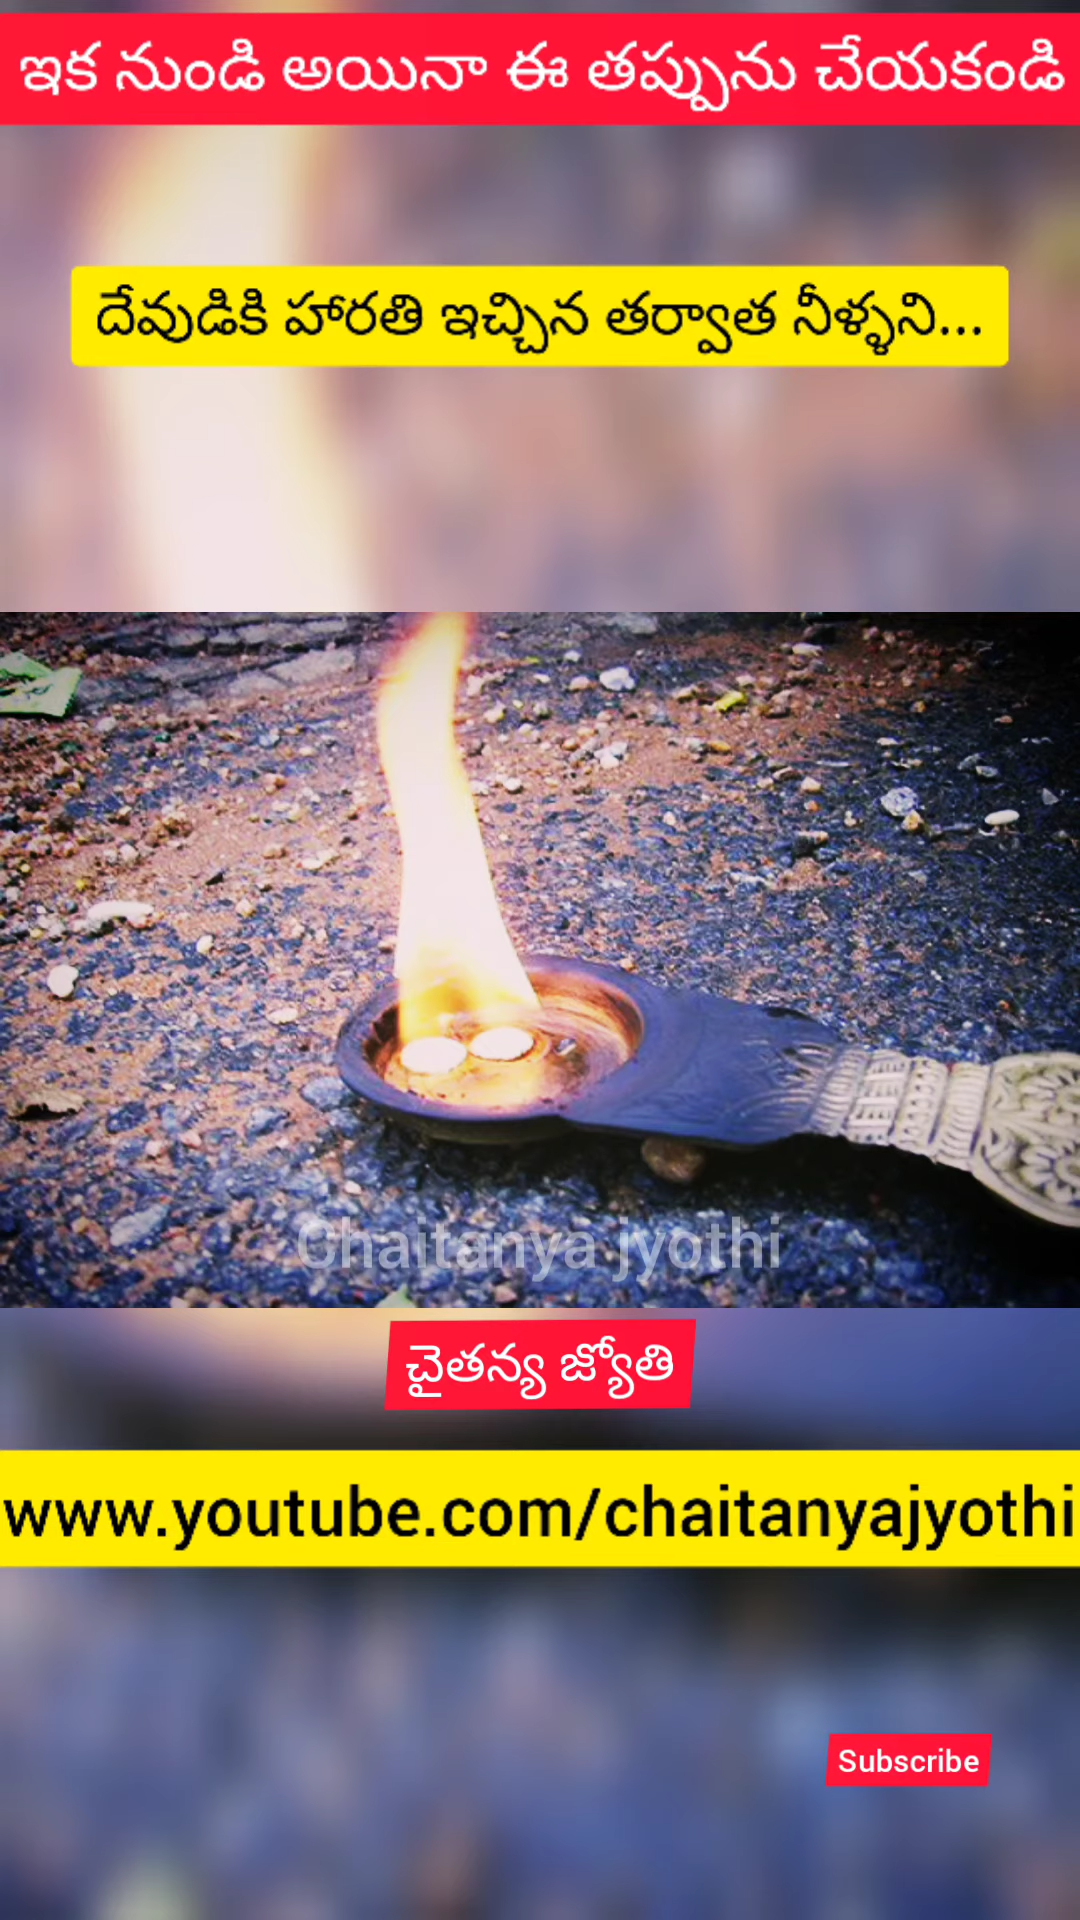 ఇక నుండి అయినా ఈ తప్పును చేయకండి
దేవుడికి హారతి ఇచ్చిన తర్వాత నీళ్ళని...
Chaitanya jyothi
చైతన్య జ్యోతి
www.youtube.com/chaitanyajyothi
Subscribe